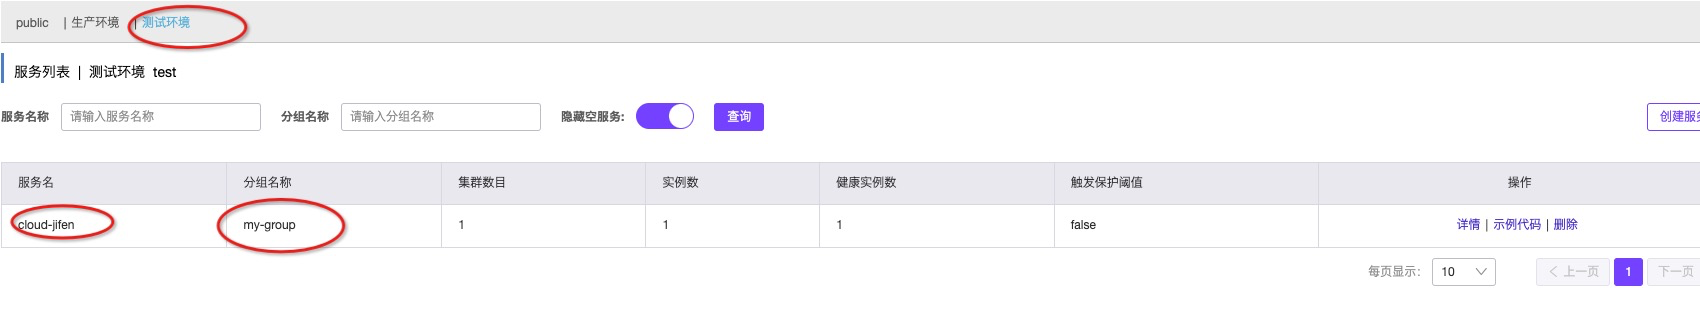 public | 生产环境 | 测试环境
服务列表 | 测试环境 test
服务名称 请输入服务名称 分组名称 请输入分组名称 隐藏空服务: 查询 创建服务
服务名 分组名称 集群数目 实例数 健康实例数 触发保护阈值 操作
cloud-jifen my-group 1 1 1 false 详情 | 示例代码 | 删除
每页显示: 10 < 上一页 1 下一页